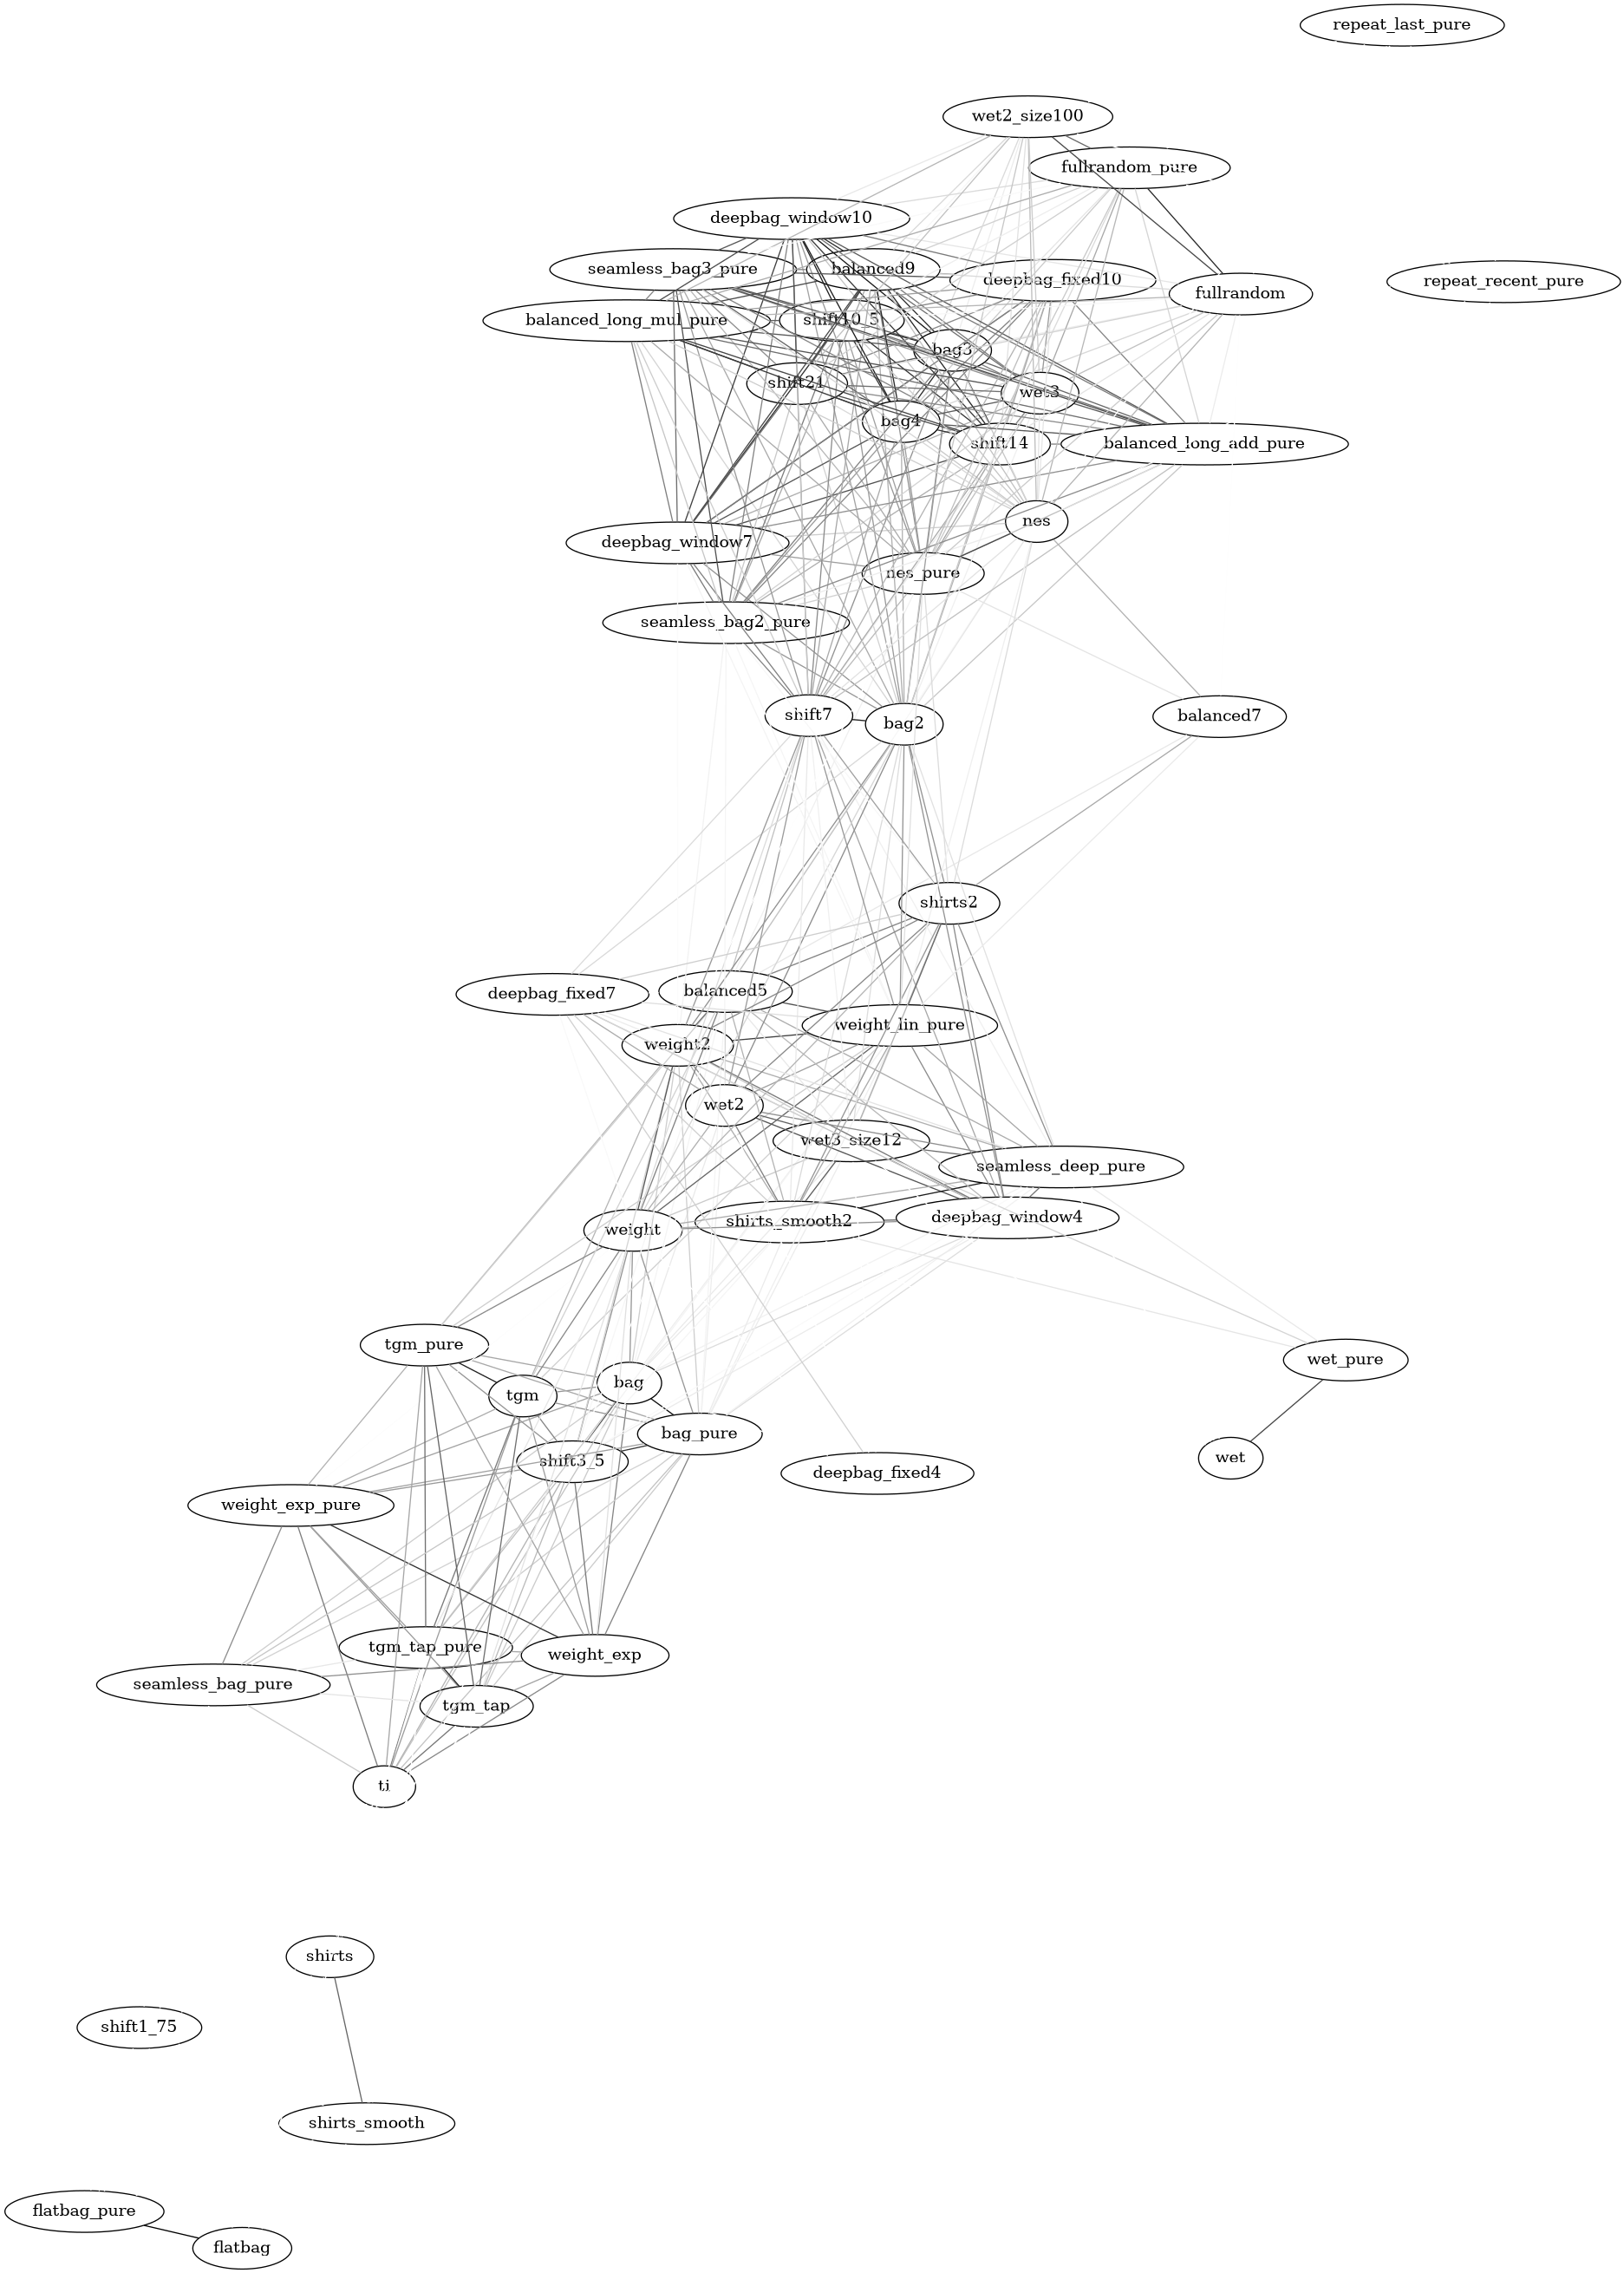 repeat_last_pure
wet2_size100
fullrandom_pure
deepbag_window10
seamless_bag3_pure
balanced9
deepbag_fixed10
repeat_recent_pure
fullrandom
balanced_long_mul_pure
shift10_5
bag3
shift21
wet3
bag4
shift14
balanced_long_add_pure
nes
deepbag_window7
nes_pure
seamless_bag2_pure
shift7
bag2
balanced7
shirts2
deepbag_fixed7
balanced5
weight_lin_pure
weight2
wet2
wet3_size12
seamless_deep_pure
deepbag_window4
shirts_smooth2
weight
tgm_pure
wet_pure
bag
tgm
bag_pure
shift3_5
wet
deepbag_fixed4
weight_exp_pure
tgm_tap_pure
weight_exp
seamless_bag_pure
tgm_tap
ti
shirts
shift1_75
shirts_smooth
flatbag_pure
flatbag